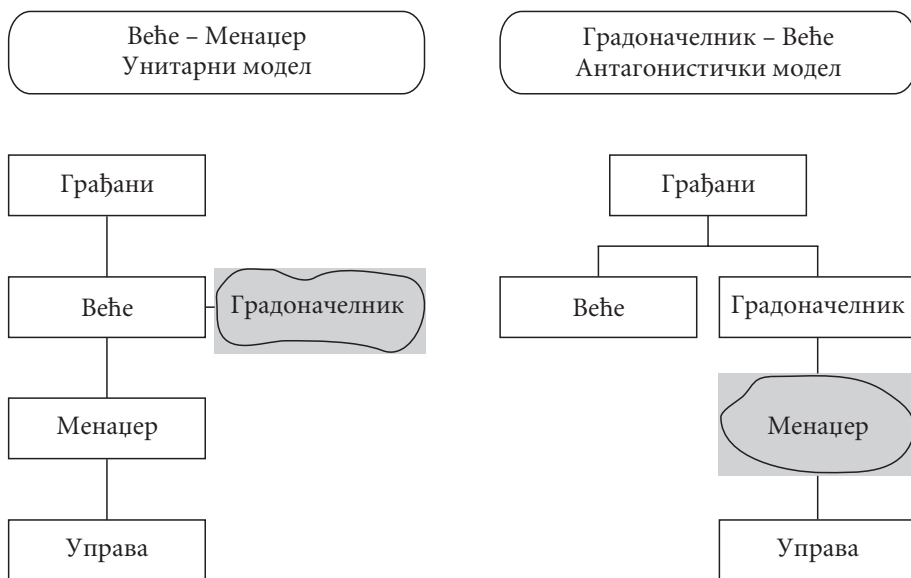 Веће – Менаџер
Унитарни модел
Градоначелник – Веће
Антагонистички модел
Грађани
Веће
Градоначелник
Менаџер
Управа
Грађани
Веће
Градоначелник
Менаџер
Управа